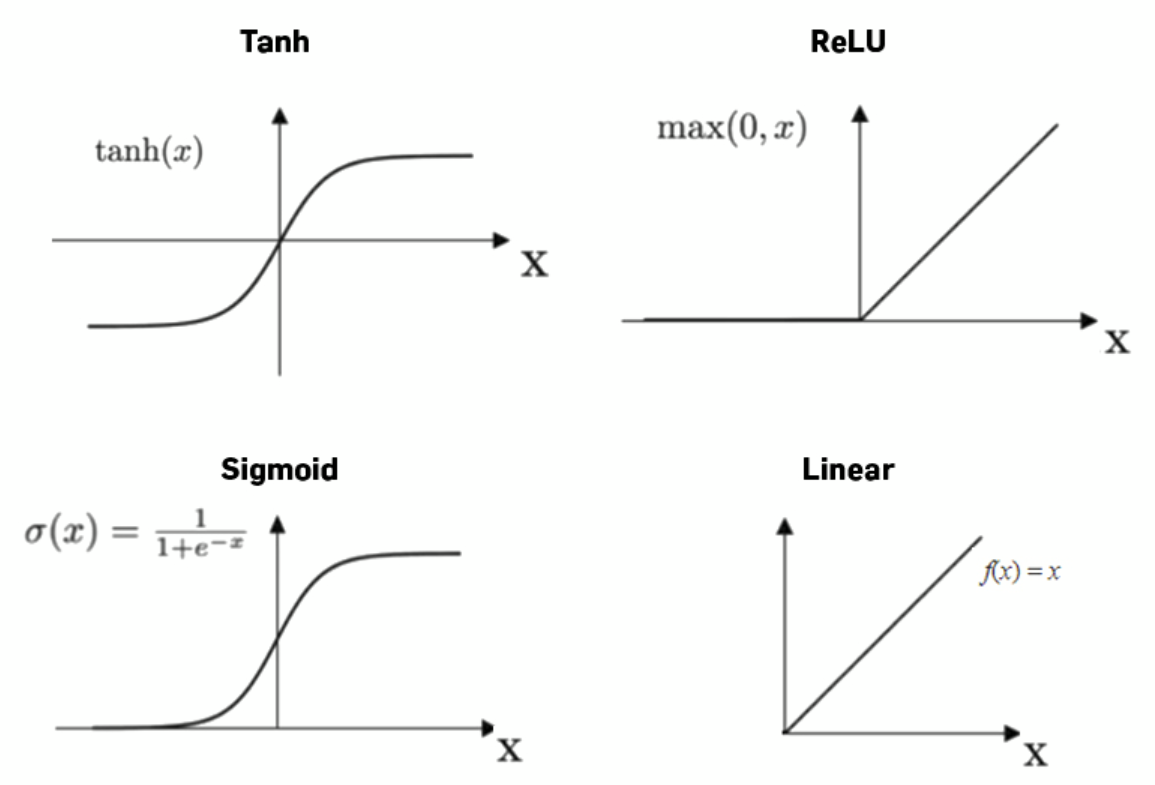 Tanh
tanh(x)
X
ReLU
max(0, x)
X
Sigmoid
σ(x) = 1/1+e^−x
X
Linear
f(x) = x
X